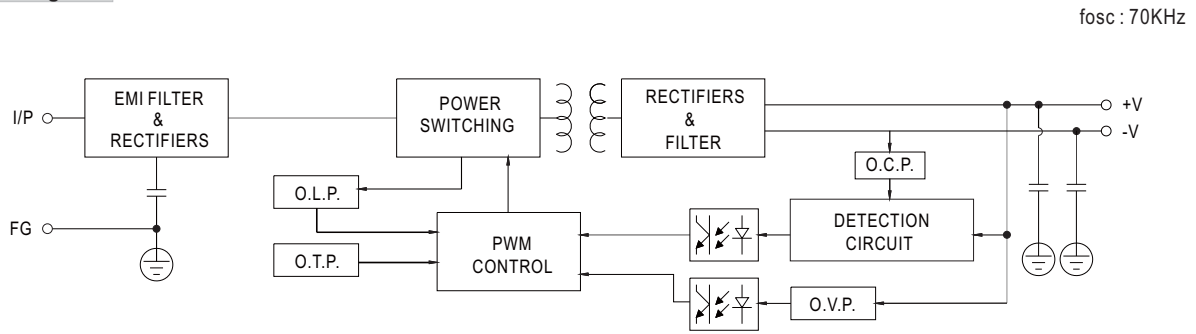 fosc : 70KHz
I/P
EMI FILTER
&
RECTIFIERS
POWER
SWITCHING
RECTIFIERS
&
FILTER
+V
-V
O.C.P.
O.L.P.
DETECTION
CIRCUIT
FG
PWM
CONTROL
O.T.P.
O.V.P.